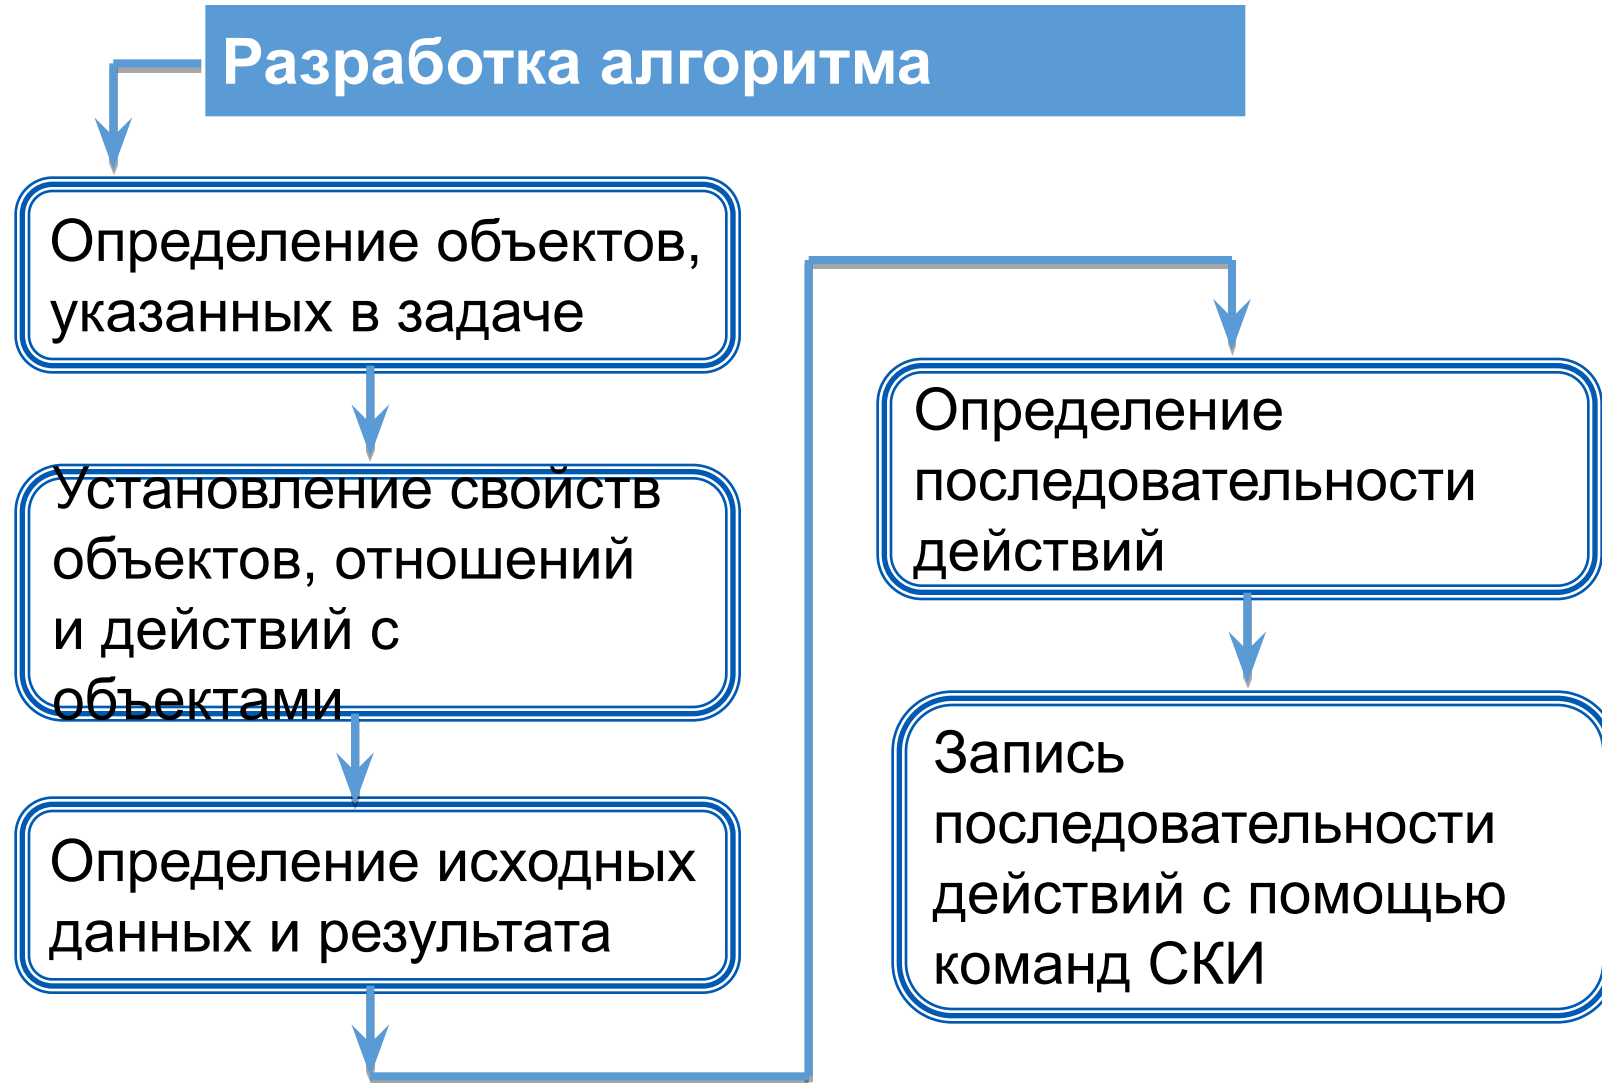 Разработка алгоритма
Определение объектов,
указанных в задаче
Установление свойств
объектов, отношений
и действий с
объектами
Определение исходных
данных и результата
Определение
последовательности
действий
Запись
последовательности
действий с помощью
команд СКИ